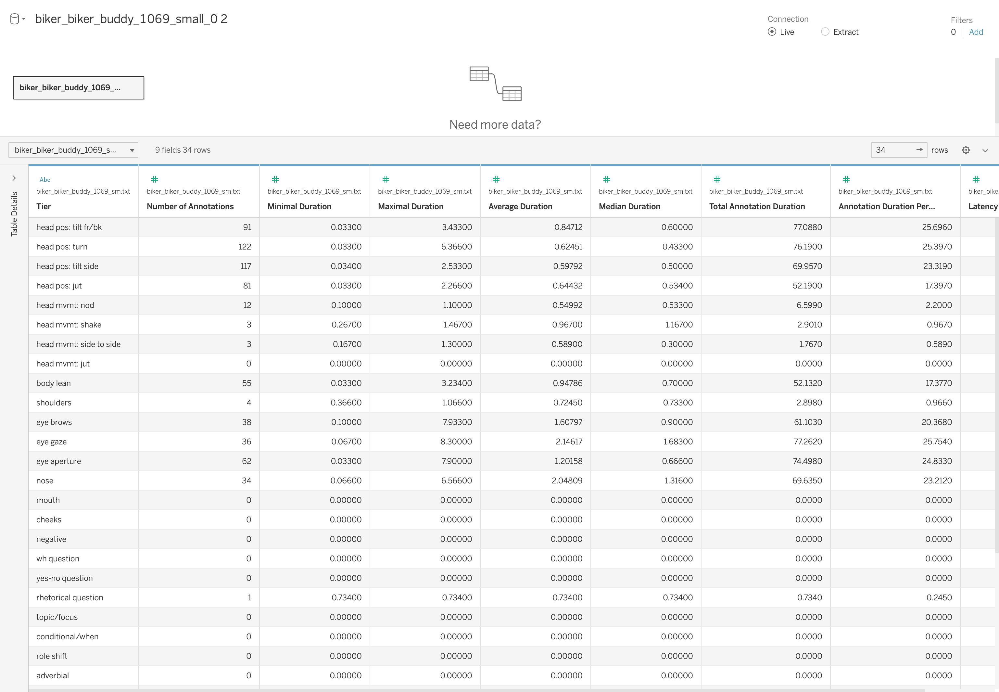 biker_biker_buddy_1069_small_0 2
Connection
Live Extract
Filters
0 Add
biker_biker_buddy_1069_...
Need more data?
biker_biker_buddy_1069_s... 9 fields 34 rows 34 rows
Table Details
Abc
biker_biker_buddy_1069_sm.txt biker_biker_buddy_1069_sm.txt biker_biker_buddy_1069_sm.txt biker_biker_buddy_1069_sm.txt biker_biker_buddy_1069_sm.txt biker_biker_buddy_1069_sm.txt biker_biker_buddy_1069_sm.txt biker_biker_buddy_1069_sm.txt biker_bike
Tier Number of Annotations Minimal Duration Maximal Duration Average Duration Median Duration Total Annotation Duration Annotation Duration Per... Latency
head pos: tilt fr/bk 91 0.03300 3.43300 0.84712 0.60000 77.0880 25.6960
head pos: turn 122 0.03300 6.36600 0.62451 0.43300 76.1900 25.3970
head pos: tilt side 117 0.03400 2.53300 0.59792 0.50000 69.9570 23.3190
head pos: jut 81 0.03300 2.26600 0.64432 0.53400 52.1900 17.3970
head mvmt: nod 12 0.10000 1.10000 0.54992 0.53300 6.5990 2.2000
head mvmt: shake 3 0.26700 1.46700 0.96700 1.16700 2.9010 0.9670
head mvmt: side to side 3 0.16700 1.30000 0.58900 0.30000 1.7670 0.5890
head mvmt: jut 0 0.00000 0.00000 0.00000 0.00000 0.0000 0.0000
body lean 55 0.03300 3.23400 0.94786 0.70000 52.1320 17.3770
shoulders 4 0.36600 1.06600 0.72450 0.73300 2.8980 0.9660
eye brows 38 0.10000 7.93300 1.60797 0.90000 61.1030 20.3680
eye gaze 36 0.06700 8.30000 2.14617 1.68300 77.2620 25.7540
eye aperture 62 0.03300 7.90000 1.20158 0.66600 74.4980 24.8330
nose 34 0.06600 6.56600 2.04809 1.31600 69.6350 23.2120
mouth 0 0.00000 0.00000 0.00000 0.00000 0.0000 0.0000
cheeks 0 0.00000 0.00000 0.00000 0.00000 0.0000 0.0000
negative 0 0.00000 0.00000 0.00000 0.00000 0.0000 0.0000
wh question 0 0.00000 0.00000 0.00000 0.00000 0.0000 0.0000
yes-no question 0 0.00000 0.00000 0.00000 0.00000 0.0000 0.0000
rhetorical question 1 0.73400 0.73400 0.73400 0.73400 0.7340 0.2450
topic/focus 0 0.00000 0.00000 0.00000 0.00000 0.0000 0.0000
conditional/when 0 0.00000 0.00000 0.00000 0.00000 0.0000 0.0000
role shift 0 0.00000 0.00000 0.00000 0.00000 0.0000 0.0000
adverbial 0 0.00000 0.00000 0.00000 0.00000 0.0000 0.0000